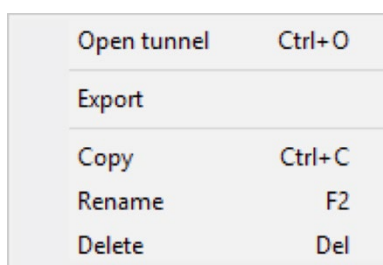 Open tunnel Ctrl+O
Export
Copy Ctrl+C
Rename F2
Delete Del